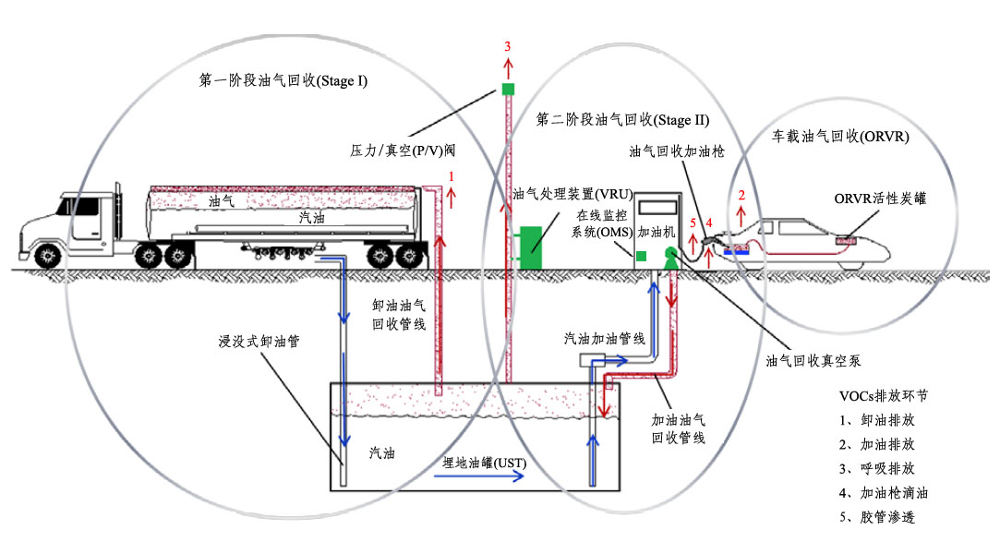 3
第一阶段油气回收(Stage I)
第二阶段油气回收(Stage II)
车载油气回收(ORVR)
压力/真空(P/V)阀
油气回收加油枪
1
油气处理装置(VRU)
2
ORVR活性炭罐
油气
汽油
在线监控
系统(OMS)
加油机
5
4
卸油油气
回收管线
浸没式卸油管
汽油加油管线
油气回收真空泵
加油油气
回收管线
汽油
埋地油罐(UST)
VOCs排放环节
1、卸油排放
2、加油排放
3、呼吸排放
4、加油枪滴油
5、胶管渗透